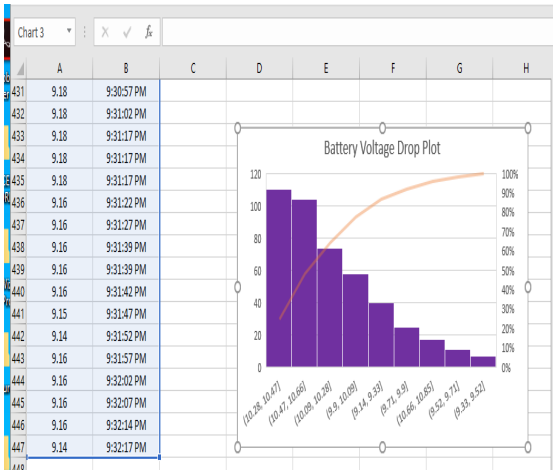 Chart 3 fx
A B C D E F G H
431 9.18 9:30:57 PM
432 9.18 9:31:02 PM
433 9.18 9:31:17 PM
434 9.18 9:31:17 PM
435 9.18 9:31:17 PM
436 9.16 9:31:22 PM
437 9.16 9:31:27 PM
438 9.16 9:31:39 PM
439 9.16 9:31:39 PM
440 9.16 9:31:42 PM
441 9.15 9:31:47 PM
442 9.14 9:31:52 PM
443 9.16 9:31:57 PM
444 9.16 9:32:02 PM
445 9.16 9:32:07 PM
446 9.16 9:32:14 PM
447 9.14 9:32:17 PM
448
Battery Voltage Drop Plot
120
100
80
60
40
20
0
100%
90%
80%
70%
60%
50%
40%
30%
20%
10%
0%
(10.28, 10.47] (10.47, 10.66] (10.09, 10.28] (9.9, 10.09] (9.14, 9.33] (9.71, 9.9] (10.66, 10.85] (9.52, 9.71] (9.33, 9.52]